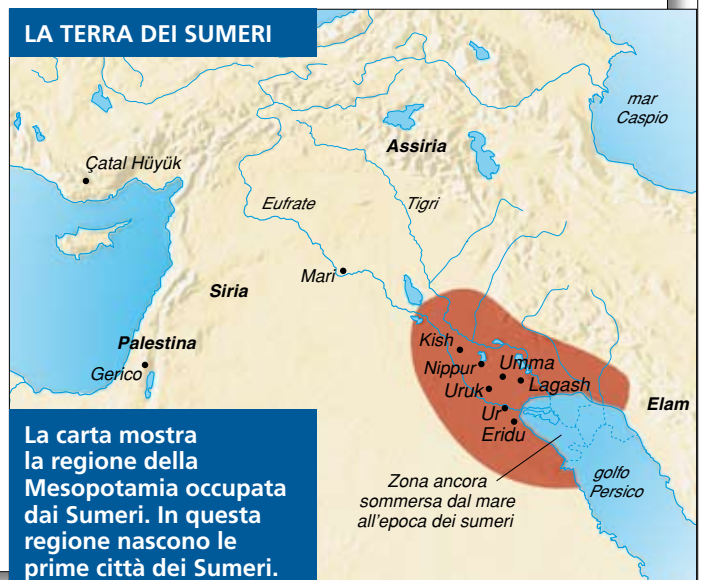 LA TERRA DEI SUMERI
mar
Caspio
Assiria
Çatal Hüyük
Eufrate
Tigri
Mari
Siria
Palestina
Gerico
Kish
Nippur
Umma
Uruk
Lagash
Ur
Eridu
Elam
Zona ancora
sommersa dal mare
all'epoca dei sumeri
golfo
Persico
La carta mostra
la regione della
Mesopotamia occupata
dai Sumeri. In questa
regione nascono le
prime città dei Sumeri.